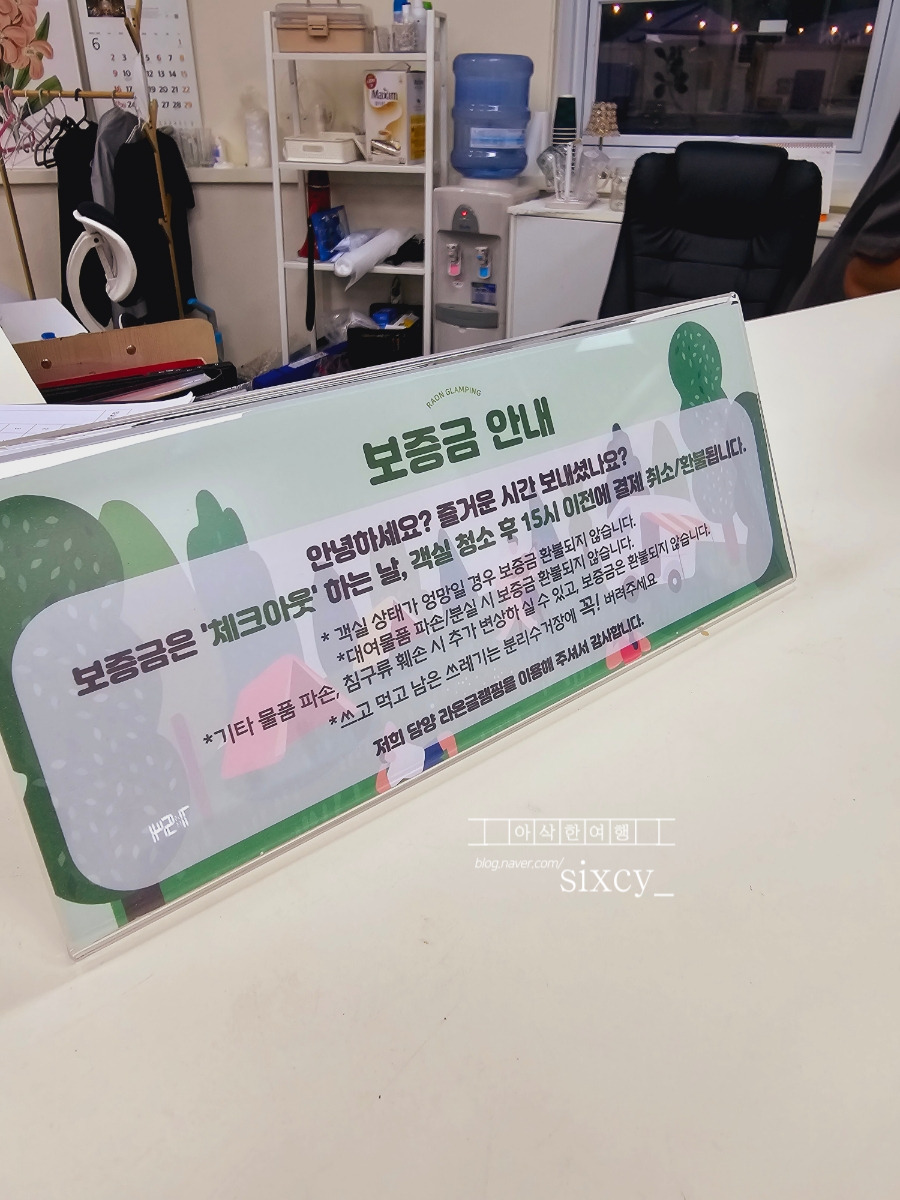 6
Maxim
RAON GLAMPING
보증금 안내
안녕하세요? 즐거운 시간 보내셨나요?
보증금은 '체크아웃' 하는 날, 객실 청소 후 15시 이전에 결제 취소/환불됩니다.
* 객실 상태가 엉망일 경우 보증금 환불되지 않습니다.
*대여물품 파손/분실 시 보증금 환불되지 않습니다.
*기타 물품 파손, 침구류 훼손 시 추가 변상하 실 수 있고, 보증금은 환불되지 않습니다.
*쓰고 먹고 남은 쓰레기는 분리수거장에 꼭! 버려주세요
저희 담양 라온글램핑을 이용해 주셔서 감사합니다.
아삭한여행
blog.naver.com/
sixcy_